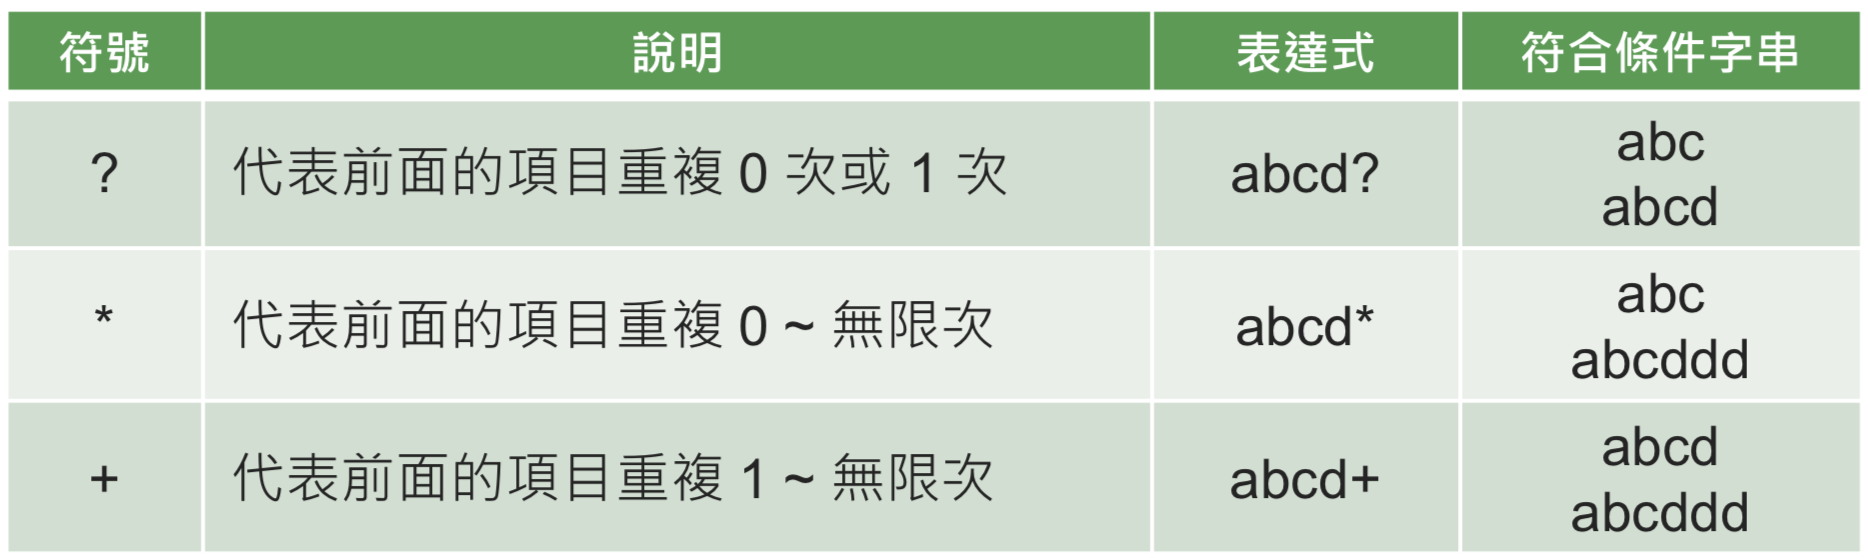 符號 說明 表達式 符合條件字串
? 代表前面的項目重複 0 次或 1 次 abcd? abc
abcd
* 代表前面的項目重複 0 ~ 無限次 abcd* abc
abcddd
+ 代表前面的項目重複 1 ~ 無限次 abcd+ abcd
abcddd